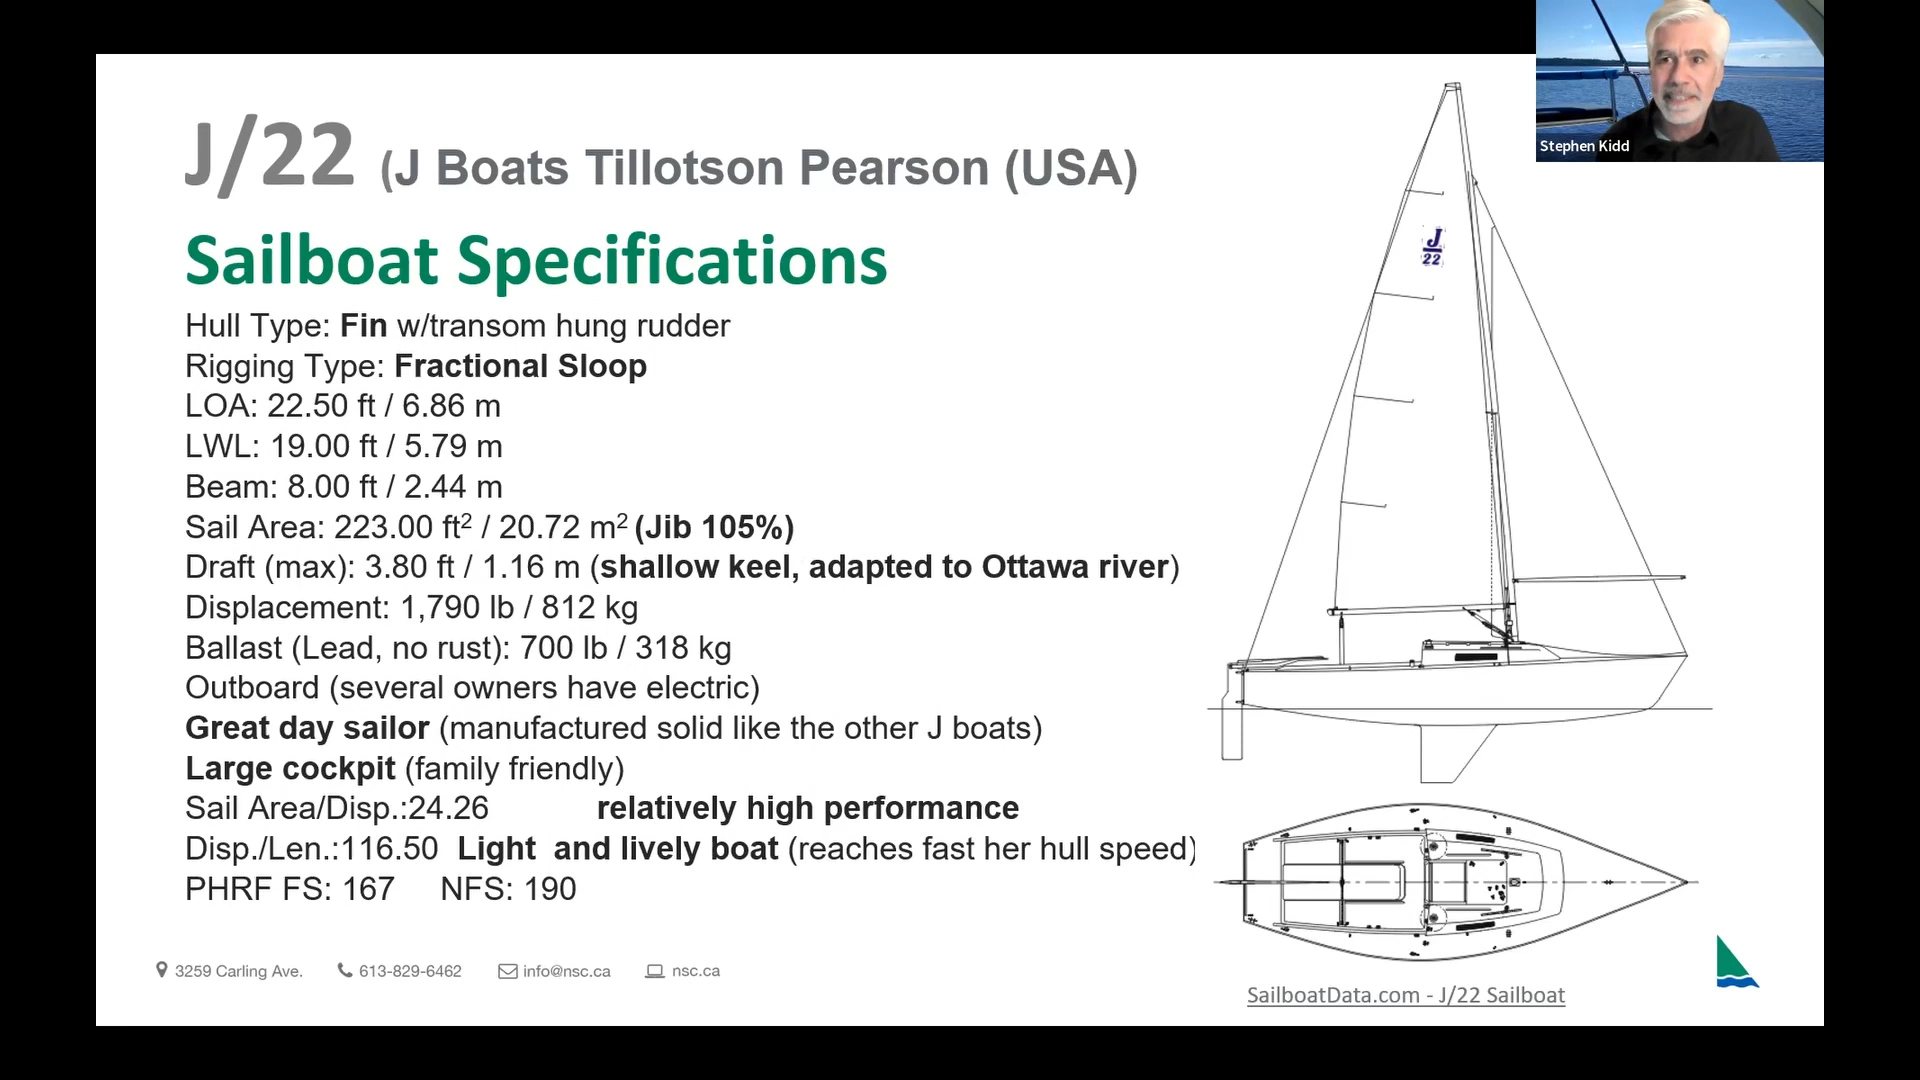 J/22 (J Boats Tillotson Pearson (USA)
Sailboat Specifications
Hull Type: Fin w/transom hung rudder
Rigging Type: Fractional Sloop
LOA: 22.50 ft / 6.86 m
LWL: 19.00 ft / 5.79 m
Beam: 8.00 ft / 2.44 m
Sail Area: 223.00 ft² / 20.72 m² (Jib 105%)
Draft (max): 3.80 ft / 1.16 m (shallow keel, adapted to Ottawa river)
Displacement: 1,790 lb / 812 kg
Ballast (Lead, no rust): 700 lb / 318 kg
Outboard (several owners have electric)
Great day sailor (manufactured solid like the other J boats)
Large cockpit (family friendly)
Sail Area/Disp.:24.26 relatively high performance
Disp./Len.:116.50 Light and lively boat (reaches fast her hull speed)
PHRF FS: 167 NFS: 190
3259 Carling Ave. 613-829-6462 info@nsc.ca nsc.ca
J
22
SailboatData.com - J/22 Sailboat
Stephen Kidd